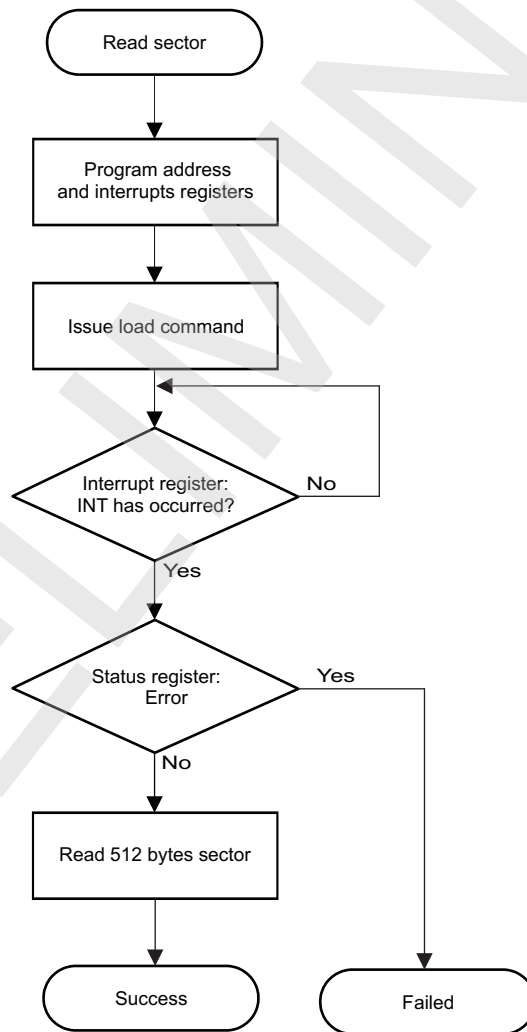 Read sector
Program address
and interrupts registers
Issue load command
Interrupt register:
INT has occurred?
No
Yes
Status register:
Error
Yes
No
Read 512 bytes sector
Success
Failed